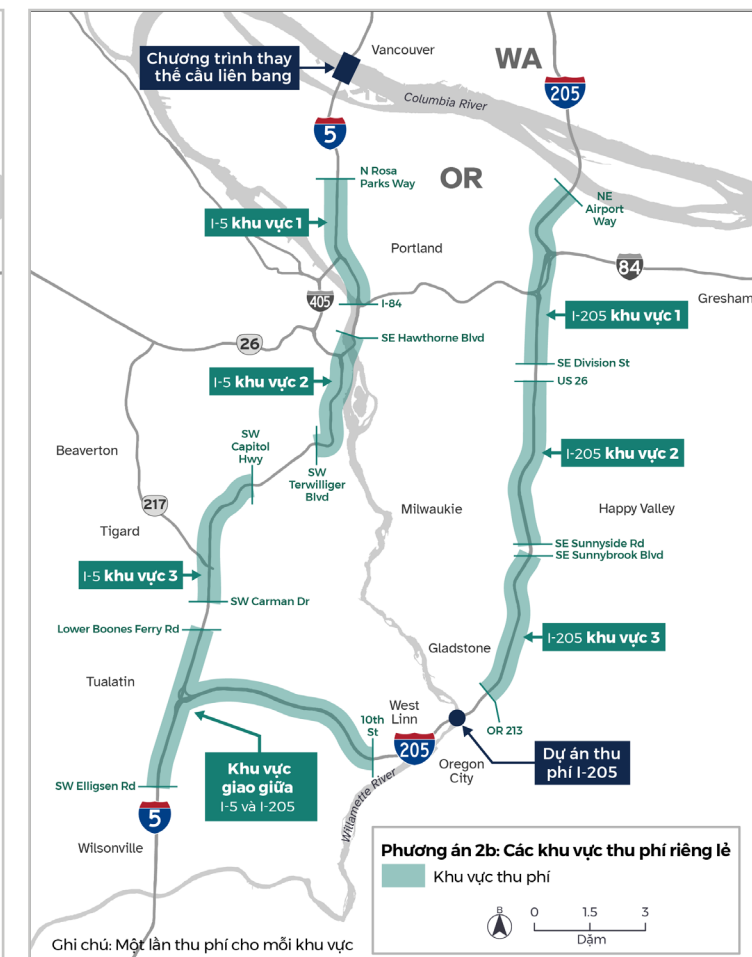 Vancouver
WA
Chương trình thay
thế cầu liên bang
205
Columbia River
5
N Rosa
Parks Way
OR
NE
Airport
Way
I-5 khu vực 1
Portland
84
405
I-84
Gresham
I-205 khu vực 1
26
SE Hawthorne Blvd
SE Division St
US 26
I-5 khu vực 2
SW
Capitol
Hwy
Beaverton
I-205 khu vực 2
SW
Terwilliger
Blvd
217
Milwaukie
Happy Valley
Tigard
SE Sunnyside Rd
SE Sunnybrook Blvd
I-5 khu vực 3
SW Carman Dr
Lower Boones Ferry Rd
I-205 khu vực 3
Gladstone
Tualatin
West
Linn
10th
St
OR 213
205
Khu vực
giao giữa
I-5 và I-205
Dự án thu
phí I-205
Oregon
City
SW Elligsen Rd
Willamette River
5
Wilsonville
Phương án 2b: Các khu vực thu phí riêng lẻ
Khu vực thu phí
B
0 1.5 3
Dặm
Ghi chú: Một lần thu phí cho mỗi khu vực